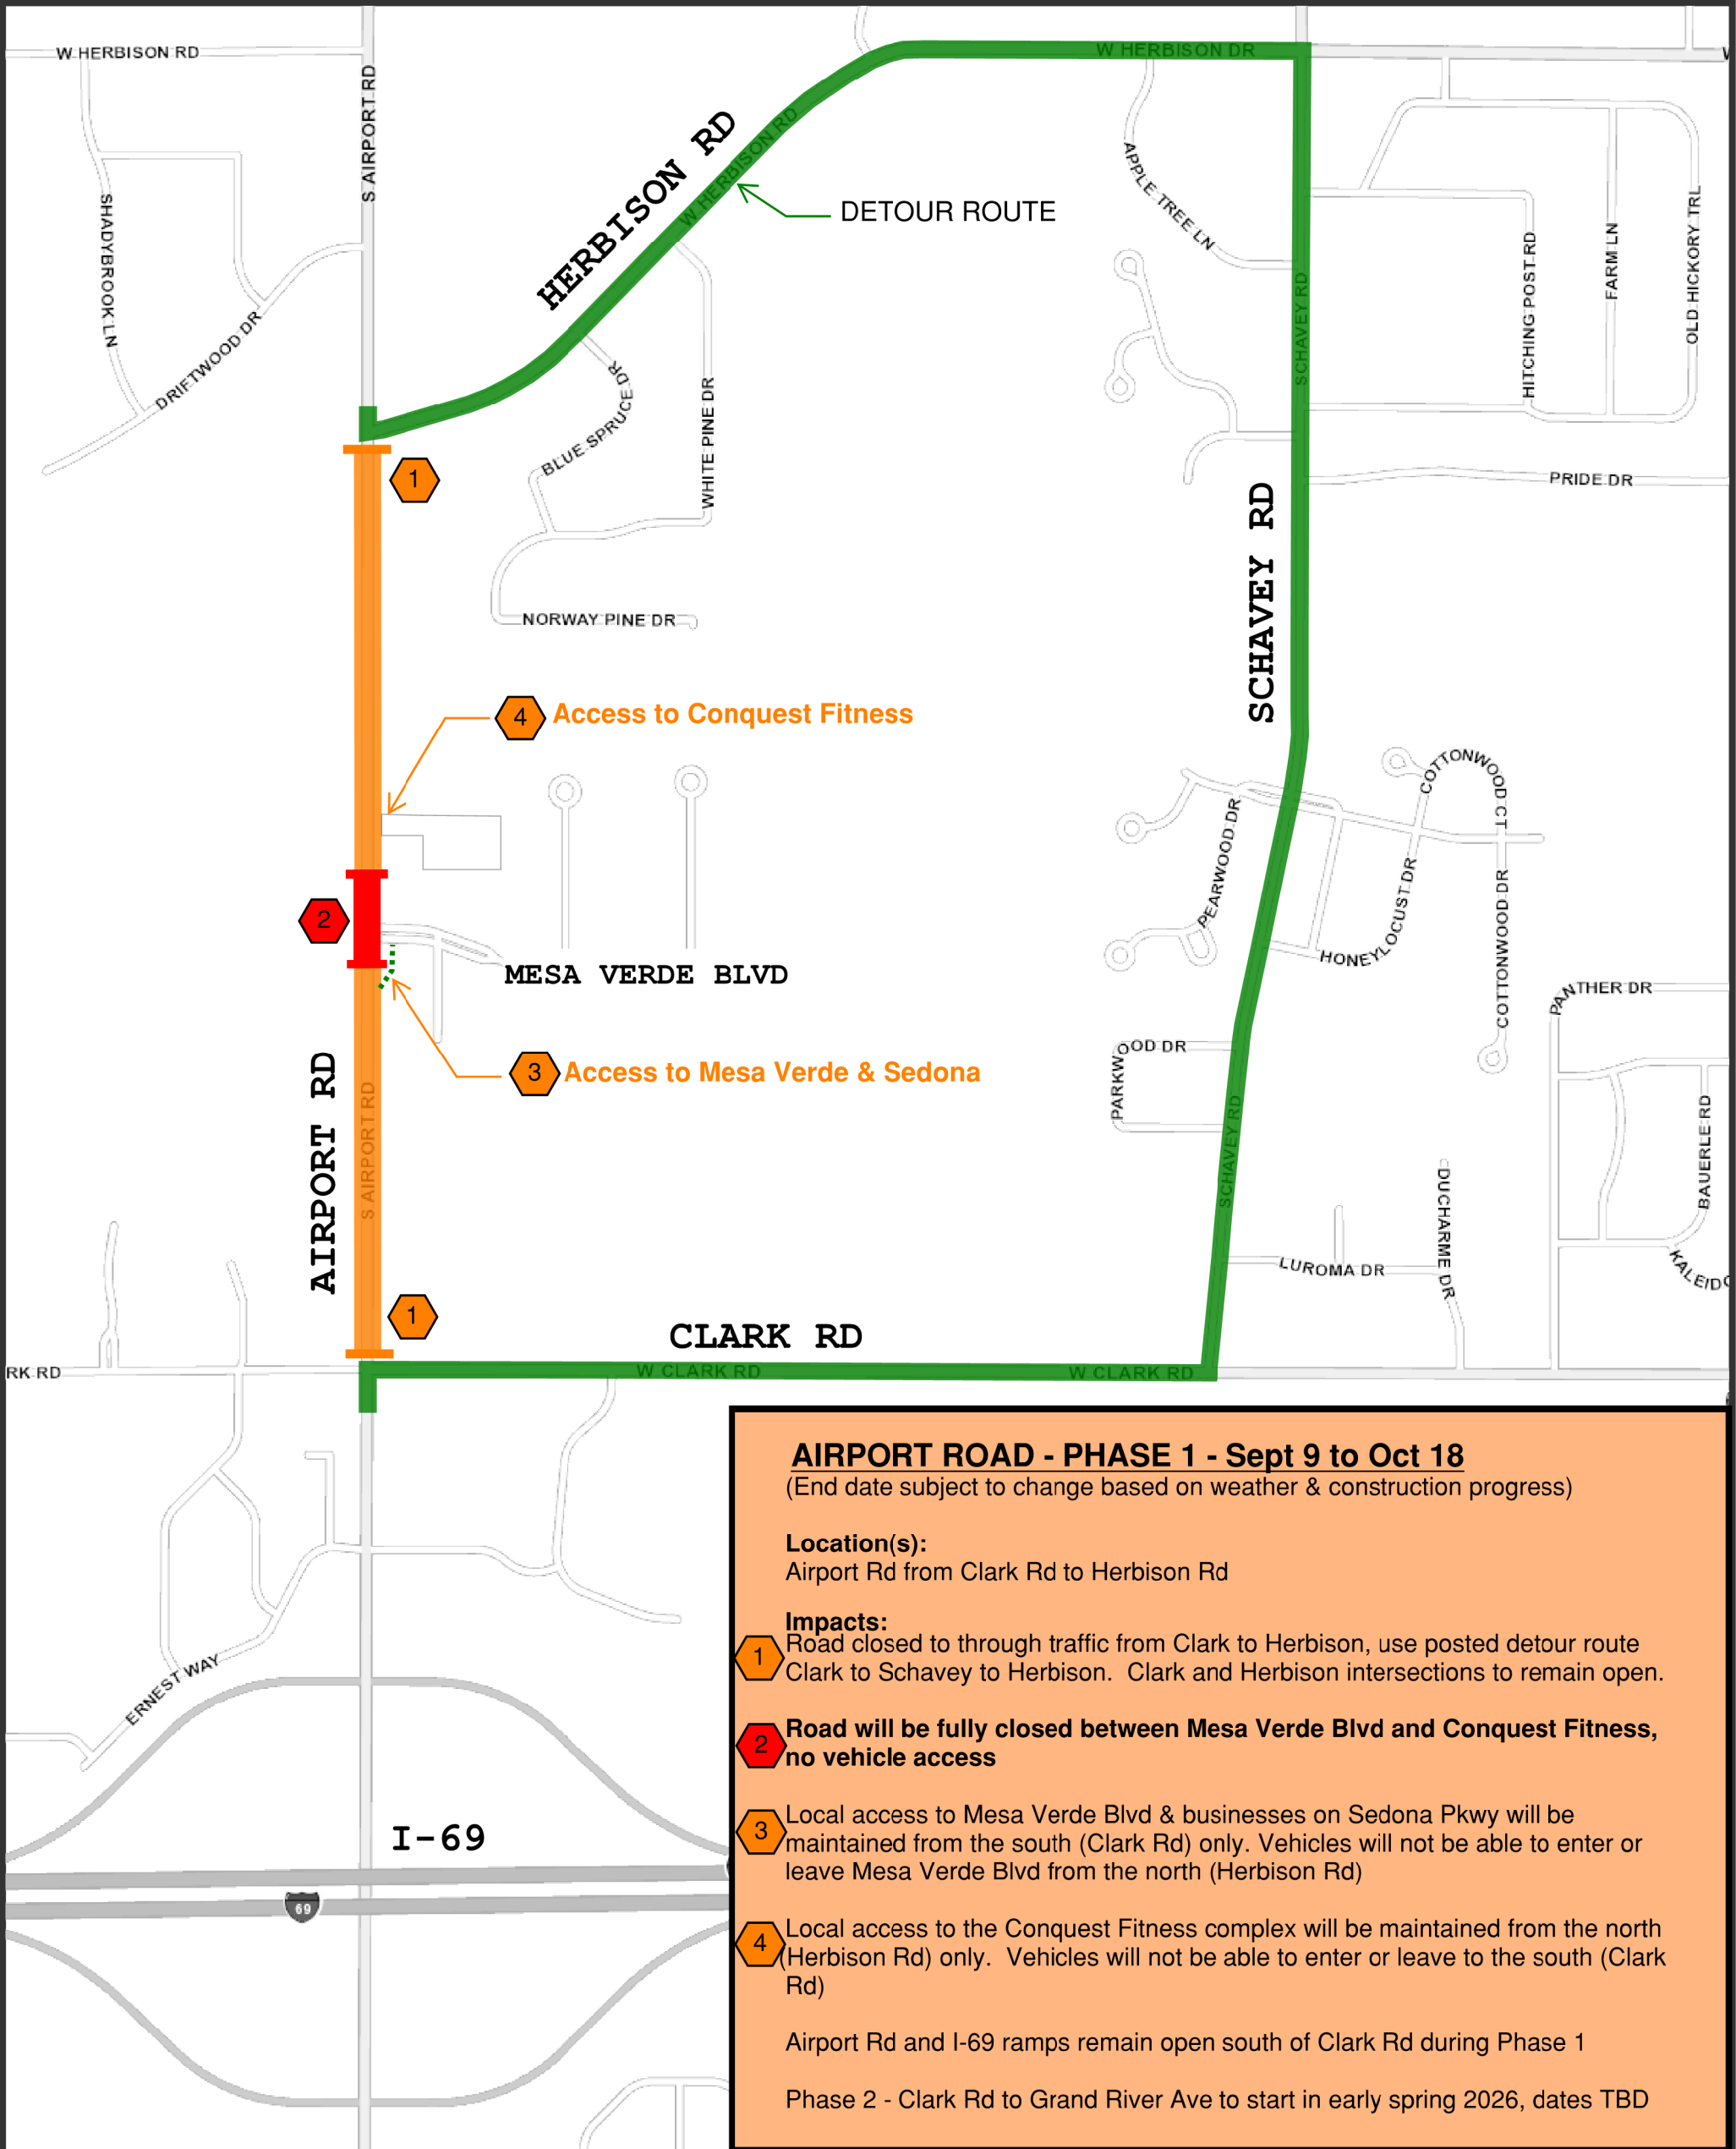 W HERBISON RD
W HERBISON DR
S AIRPORT RD
HERBISON RD
W HERBISON RD
DETOUR ROUTE
APPLE TREE LN
SHADYBROOK LN
DRIFTWOOD DR
SCHAVEY RD
HITCHING POST RD
FARM LN
OLD HICKORY TRL
BLUE SPRUCE DR
WHITE PINE DR
1
PRIDE DR
SCHAVEY RD
NORWAY PINE DR
4
Access to Conquest Fitness
COTTONWOOD CT
PEARWOOD DR
HONEYLOCUST DR
COTTONWOOD DR
2
MESA VERDE BLVD
PANTHER DR
3
Access to Mesa Verde & Sedona
PARKWOOD DR
AIRPORT RD
S AIRPORT RD
SCHAVEY RD
BAUERLE RD
DUCHARME DR
LUROMA DR
KALEIDO
1
CLARK RD
RK RD
W CLARK RD
W CLARK RD
ERNEST WAY
I-69
69
AIRPORT ROAD - PHASE 1 - Sept 9 to Oct 18
(End date subject to change based on weather & construction progress)
Location(s):
Airport Rd from Clark Rd to Herbison Rd
Impacts:
1 Road closed to through traffic from Clark to Herbison, use posted detour route
Clark to Schavey to Herbison. Clark and Herbison intersections to remain open.
2 Road will be fully closed between Mesa Verde Blvd and Conquest Fitness,
no vehicle access
3 Local access to Mesa Verde Blvd & businesses on Sedona Pkwy will be
maintained from the south (Clark Rd) only. Vehicles will not be able to enter or
leave Mesa Verde Blvd from the north (Herbison Rd)
4 Local access to the Conquest Fitness complex will be maintained from the north
(Herbison Rd) only. Vehicles will not be able to enter or leave to the south (Clark
Rd)
Airport Rd and I-69 ramps remain open south of Clark Rd during Phase 1
Phase 2 - Clark Rd to Grand River Ave to start in early spring 2026, dates TBD